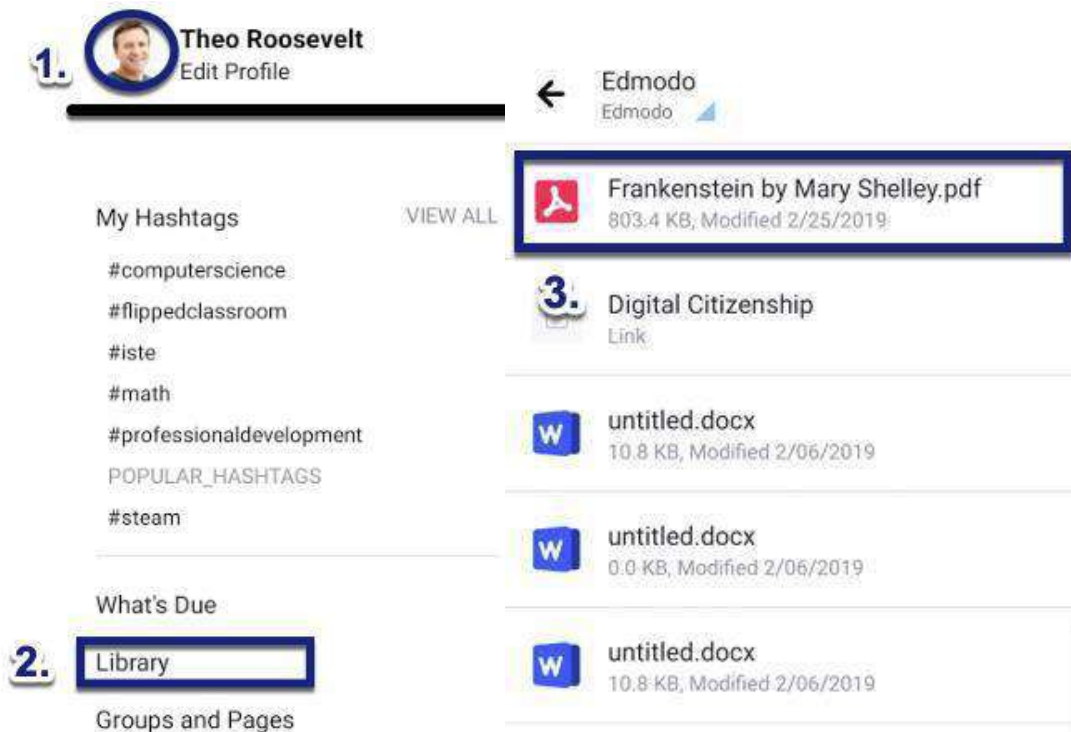 1.
Theo Roosevelt
Edit Profile
My Hashtags VIEW ALL
#computerscience
#flippedclassroom
#iste
#math
#professionaldevelopment
POPULAR_HASHTAGS
#steam
What's Due
2.
Library
Groups and Pages
Edmodo
Edmodo
Frankenstein by Mary Shelley.pdf
803.4 KB, Modified 2/25/2019
3.
Digital Citizenship
Link
W
untitled.docx
10.8 KB, Modified 2/06/2019
W
untitled.docx
0.0 KB, Modified 2/06/2019
W
untitled.docx
10.8 KB, Modified 2/06/2019